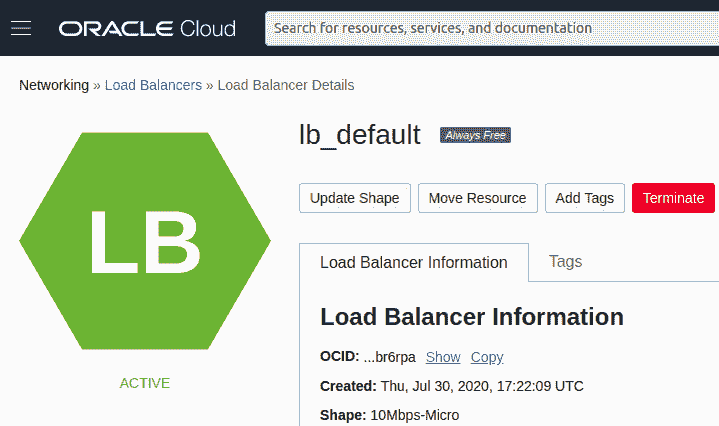 ORACLE Cloud
Search for resources, services, and documentation
Networking » Load Balancers » Load Balancer Details
LB
ACTIVE
lb_default Always Free
Update Shape Move Resource Add Tags Terminate
Load Balancer Information Tags
Load Balancer Information
OCID: ...br6rpa Show Copy
Created: Thu, Jul 30, 2020, 17:22:09 UTC
Shape: 10Mbps-Micro